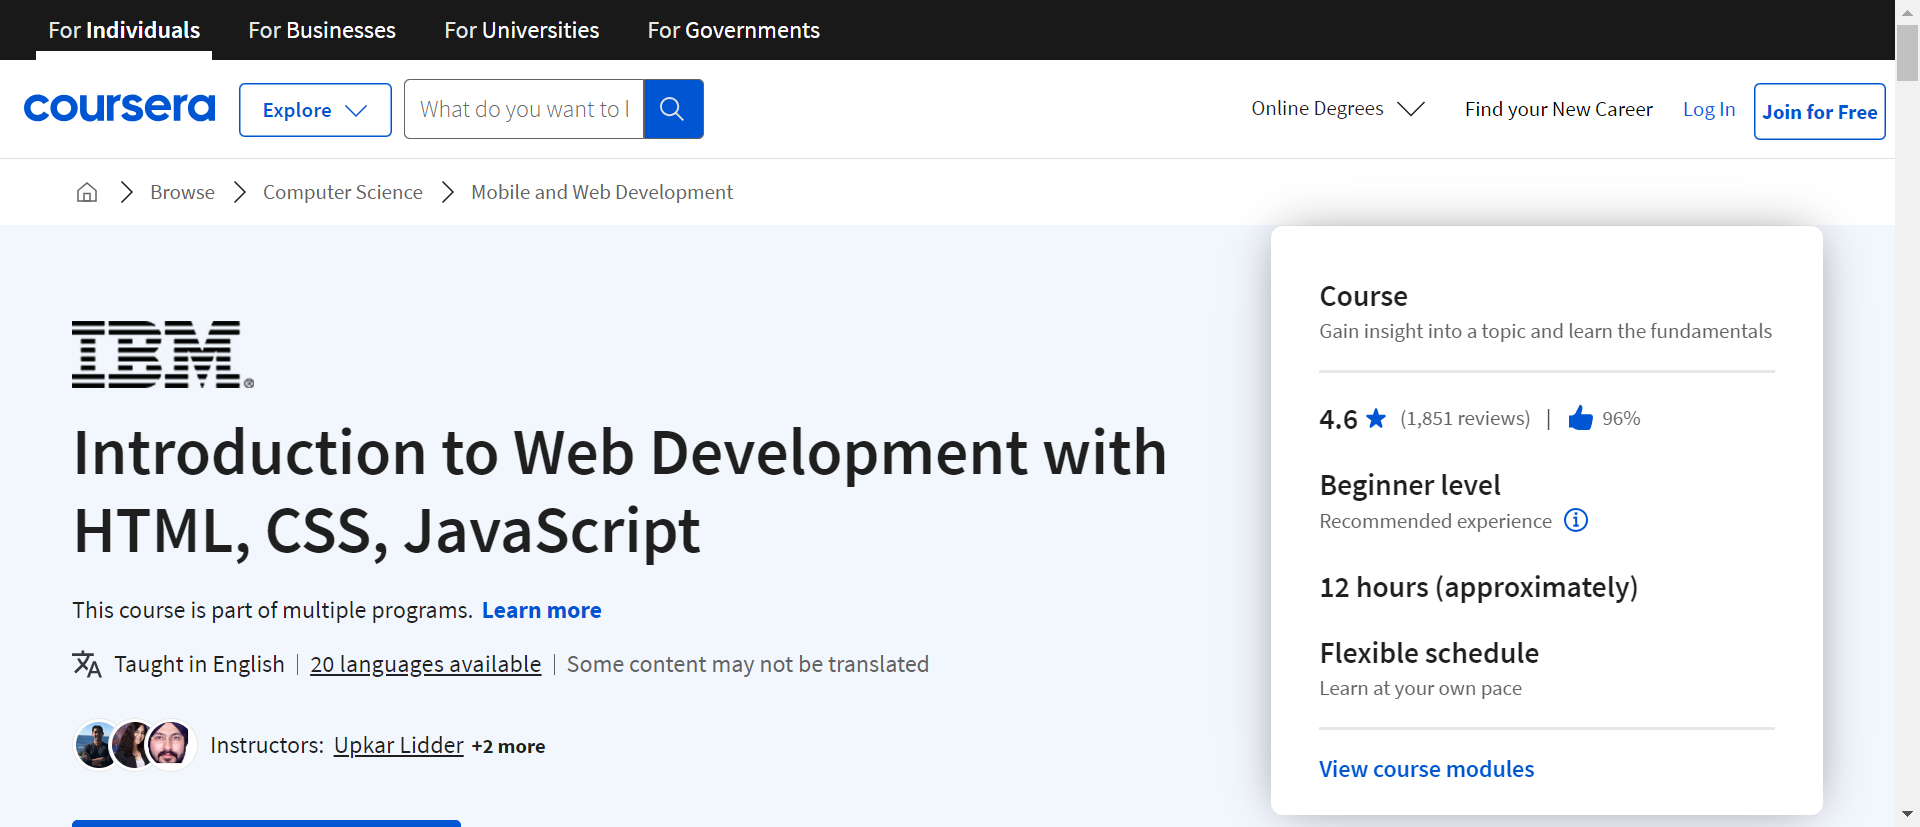 For Individuals
For Businesses
For Universities
For Governments
coursera
Explore
What do you want to l
Online Degrees
Find your New Career
Log In
Join for Free
Browse
Computer Science
Mobile and Web Development
IBM®
Introduction to Web Development with
HTML, CSS, JavaScript
This course is part of multiple programs. Learn more
Taught in English | 20 languages available | Some content may not be translated
Instructors: Upkar Lidder +2 more
Course
Gain insight into a topic and learn the fundamentals
4.6 (1,851 reviews) | 96%
Beginner level
Recommended experience
12 hours (approximately)
Flexible schedule
Learn at your own pace
View course modules